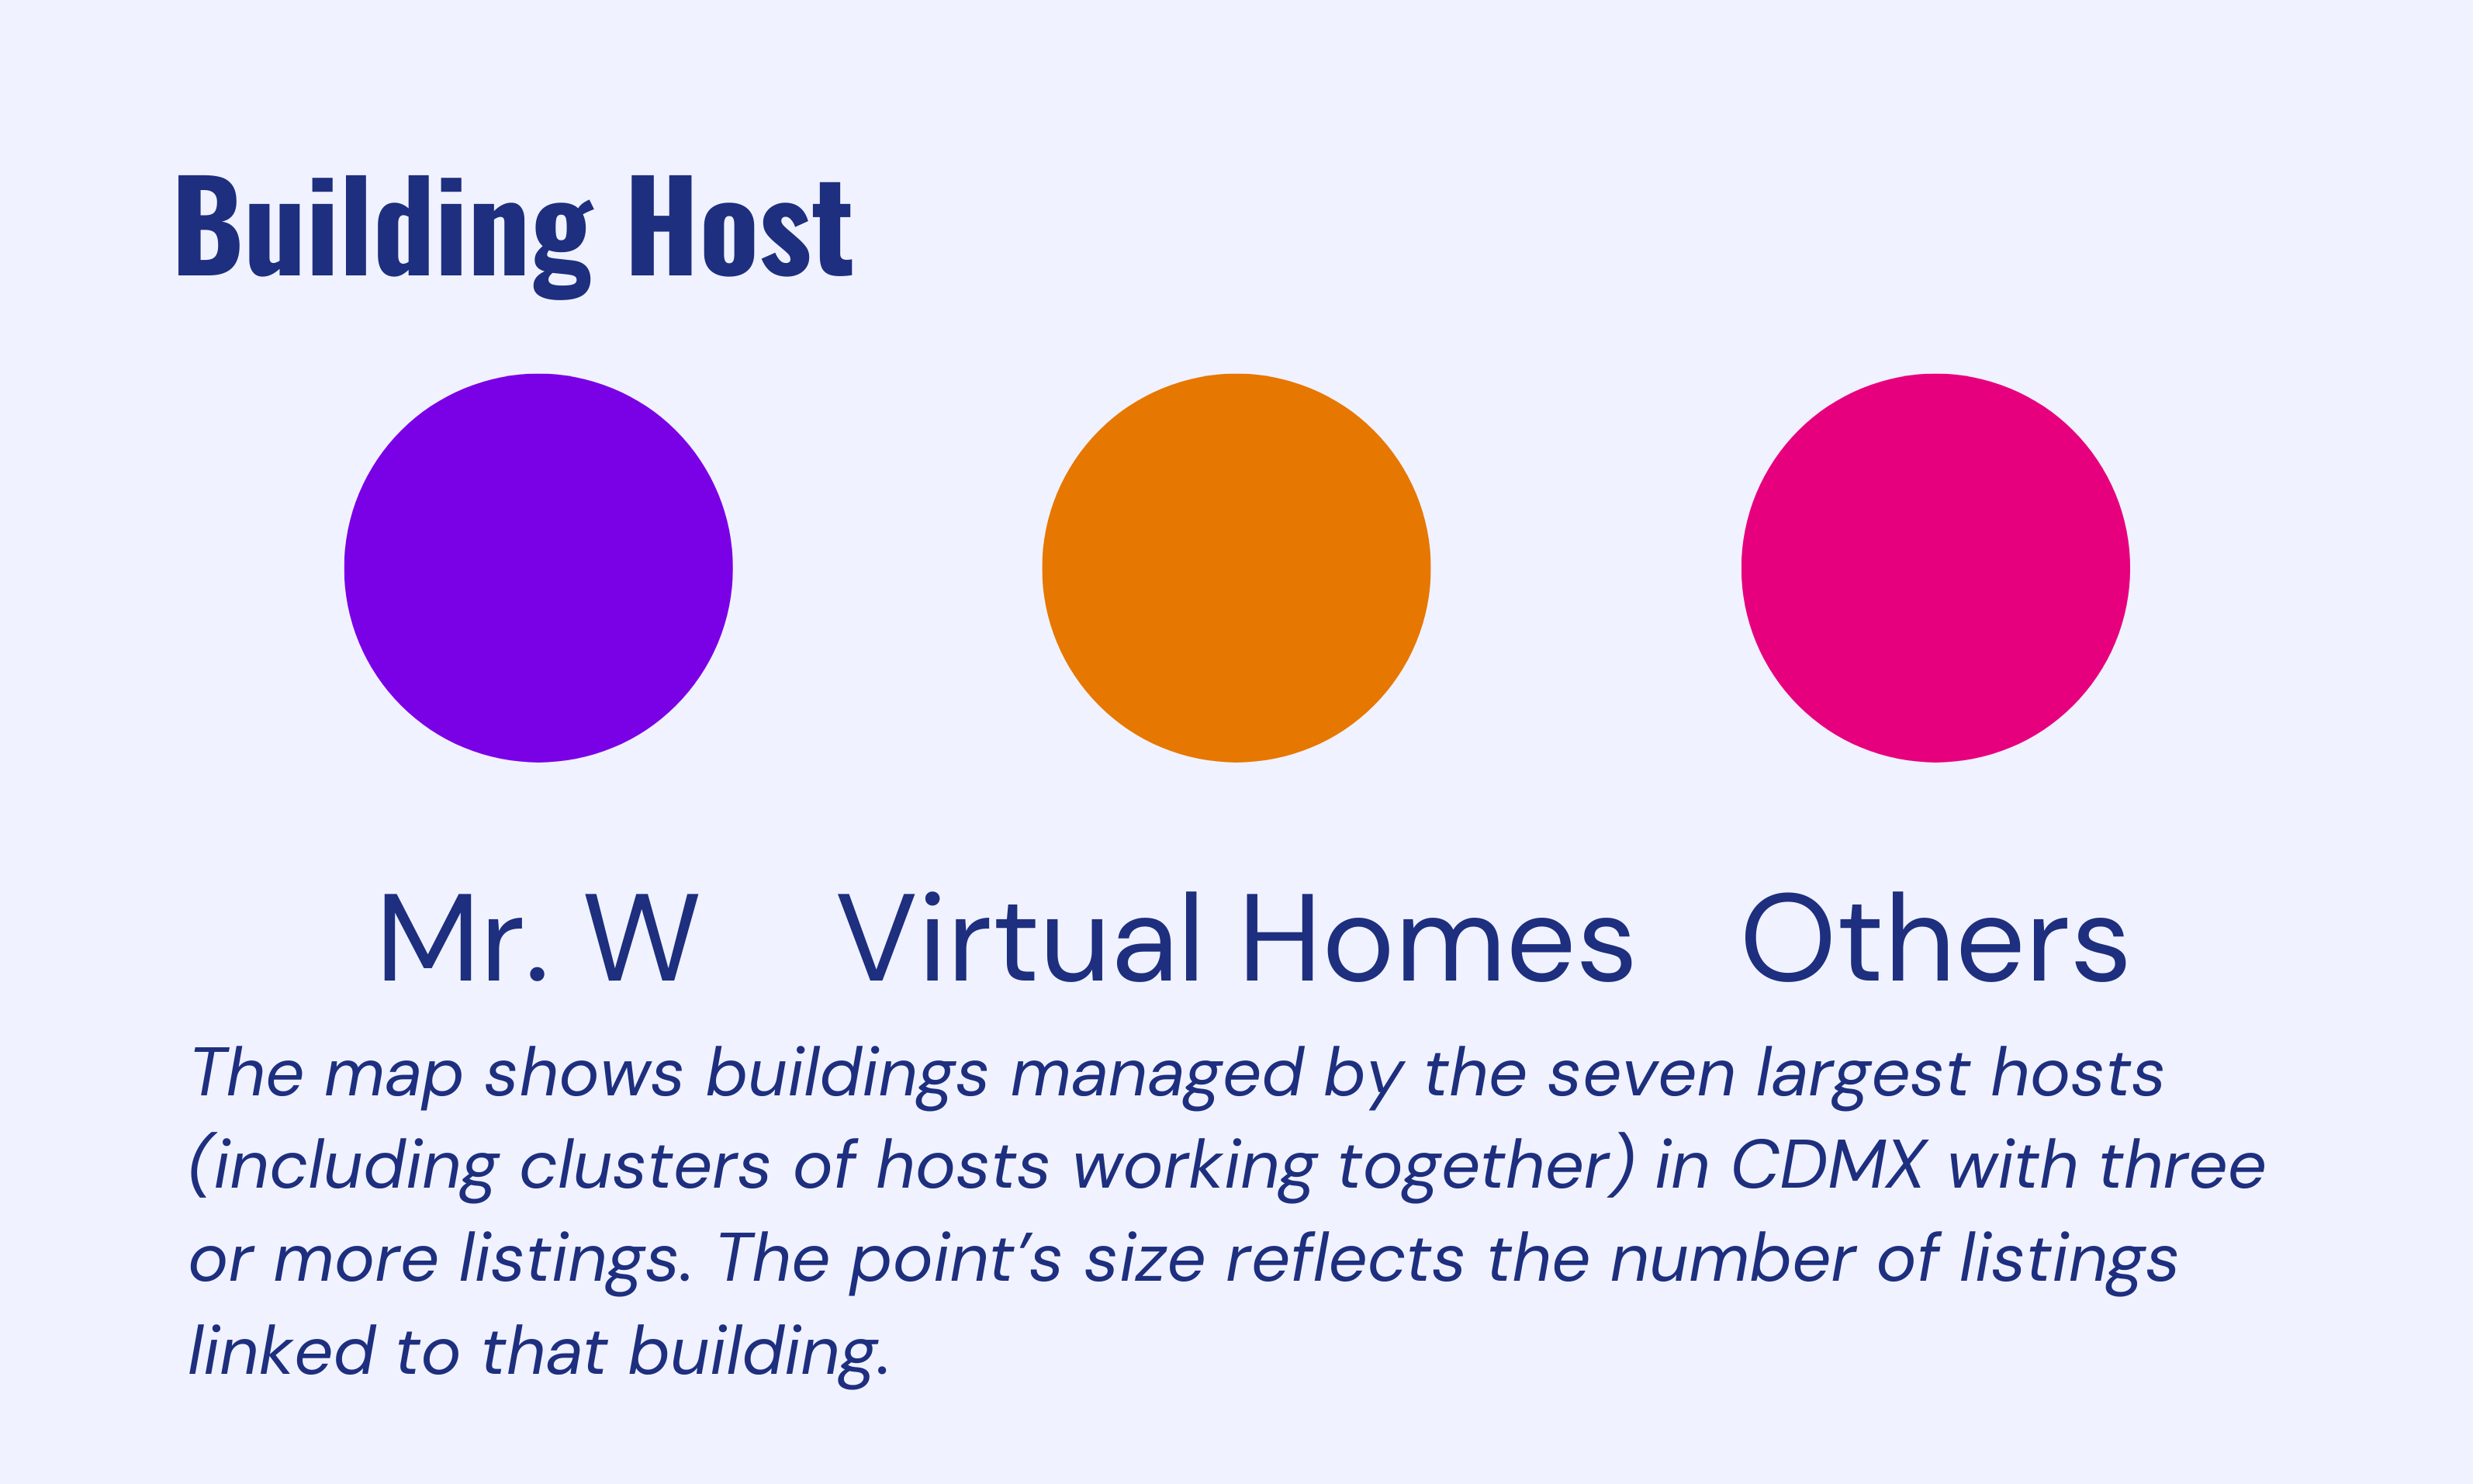 Building Host
Mr. W Virtual Homes Others
The map shows buildings managed by the seven largest hosts
(including clusters of hosts working together) in CDMX with three
or more listings. The point’s size reflects the number of listings
linked to that building.